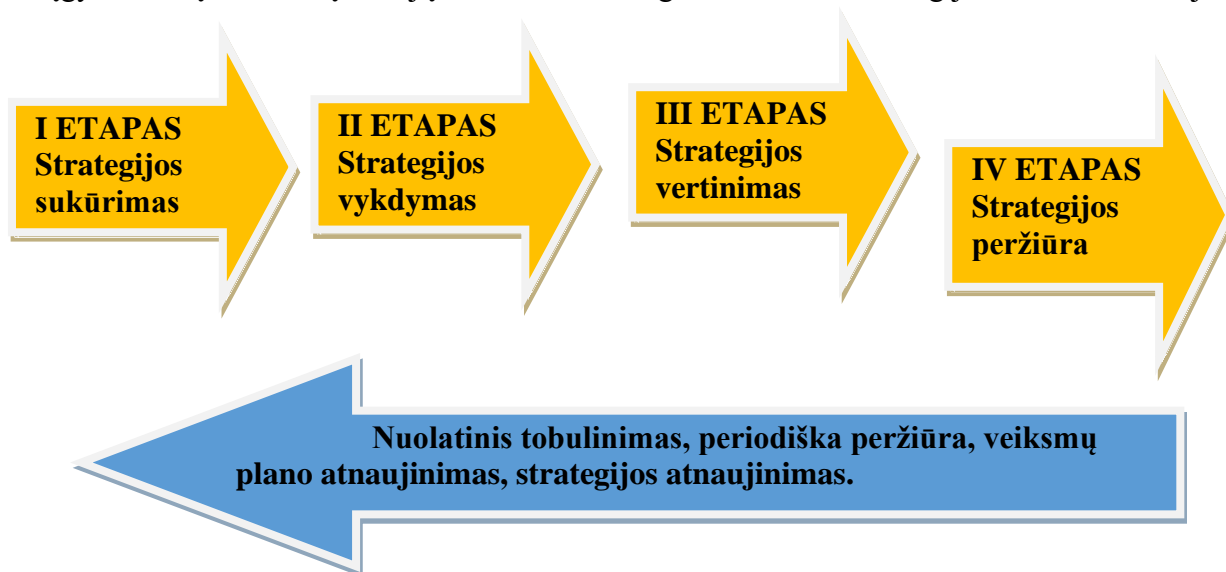 I ETAPAS
Strategijos
sukūrimas
II ETAPAS
Strategijos
vykdymas
III ETAPAS
Strategijos
vertinimas
IV ETAPAS
Strategijos
peržiūra
Nuolatinis tobulinimas, periodiška peržiūra, veiksmų
plano atnaujinimas, strategijos atnaujinimas.